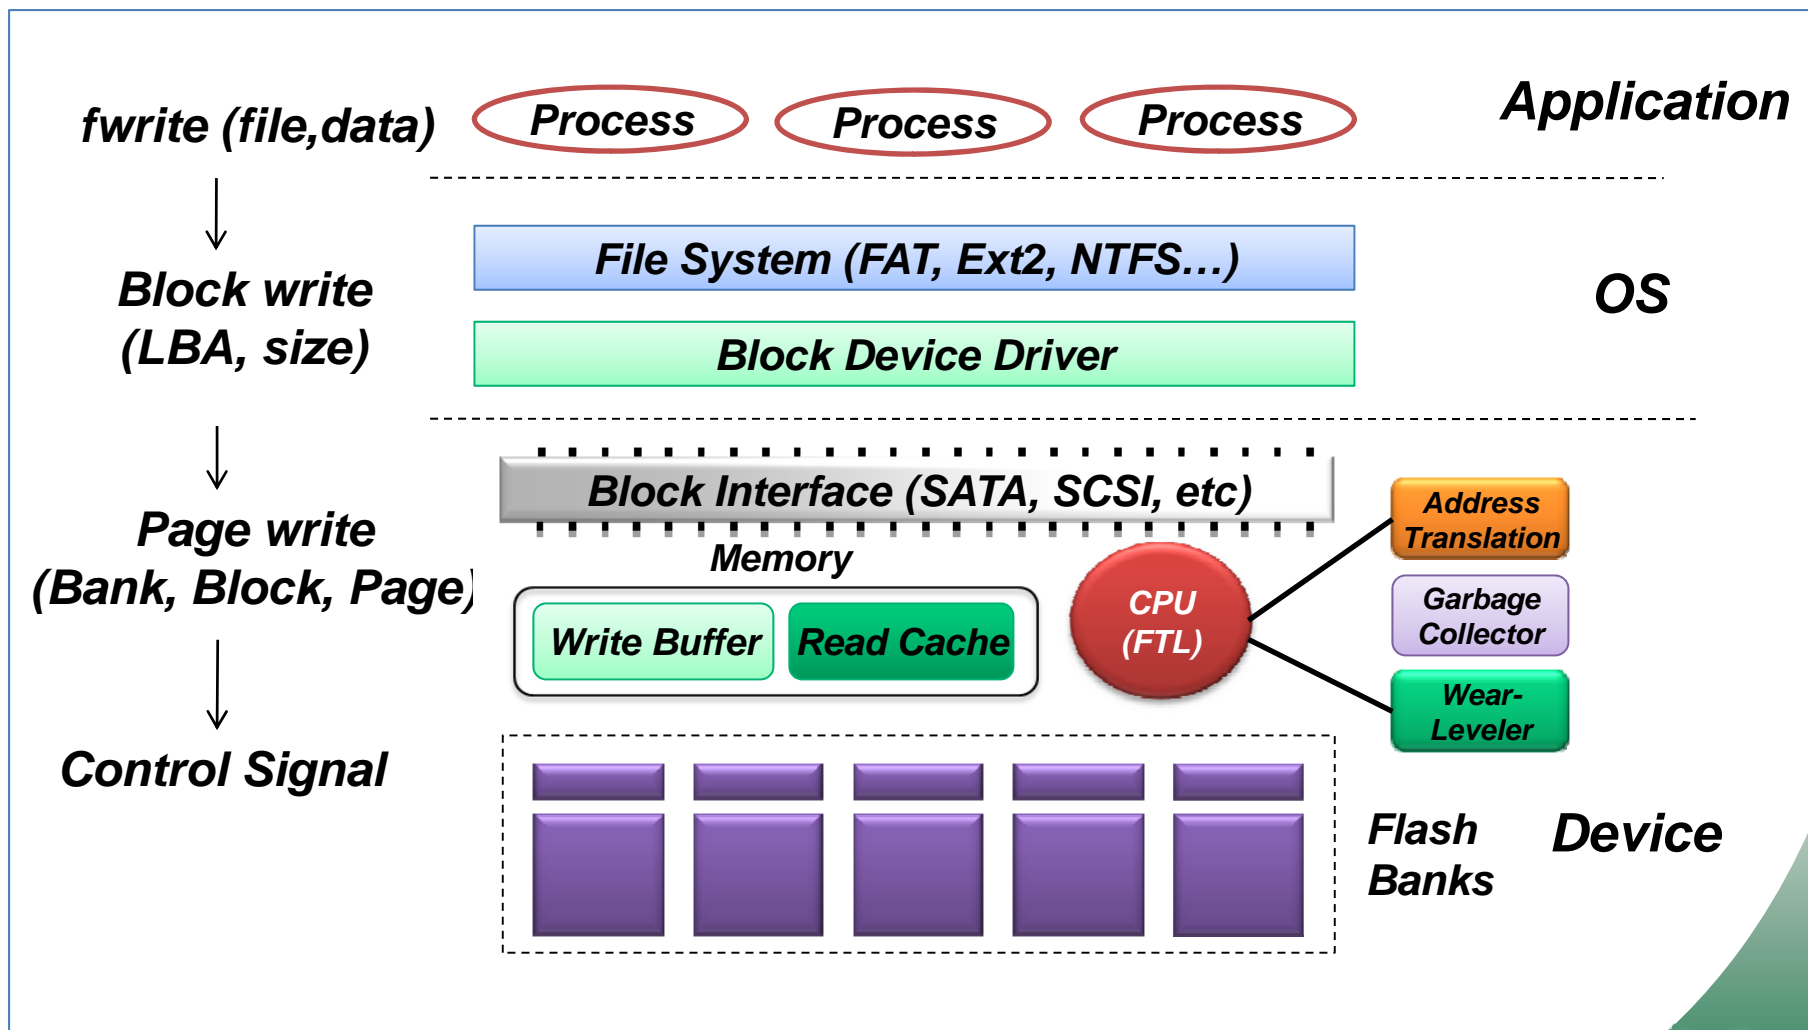 fwrite (file,data)
Process
Process
Process
Application
File System (FAT, Ext2, NTFS…)
Block write
(LBA, size)
OS
Block Device Driver
Block Interface (SATA, SCSI, etc)
Page write
(Bank, Block, Page)
Memory
Write Buffer
Read Cache
CPU
(FTL)
Address
Translation
Garbage
Collector
Wear-
Leveler
Control Signal
Flash
Banks
Device